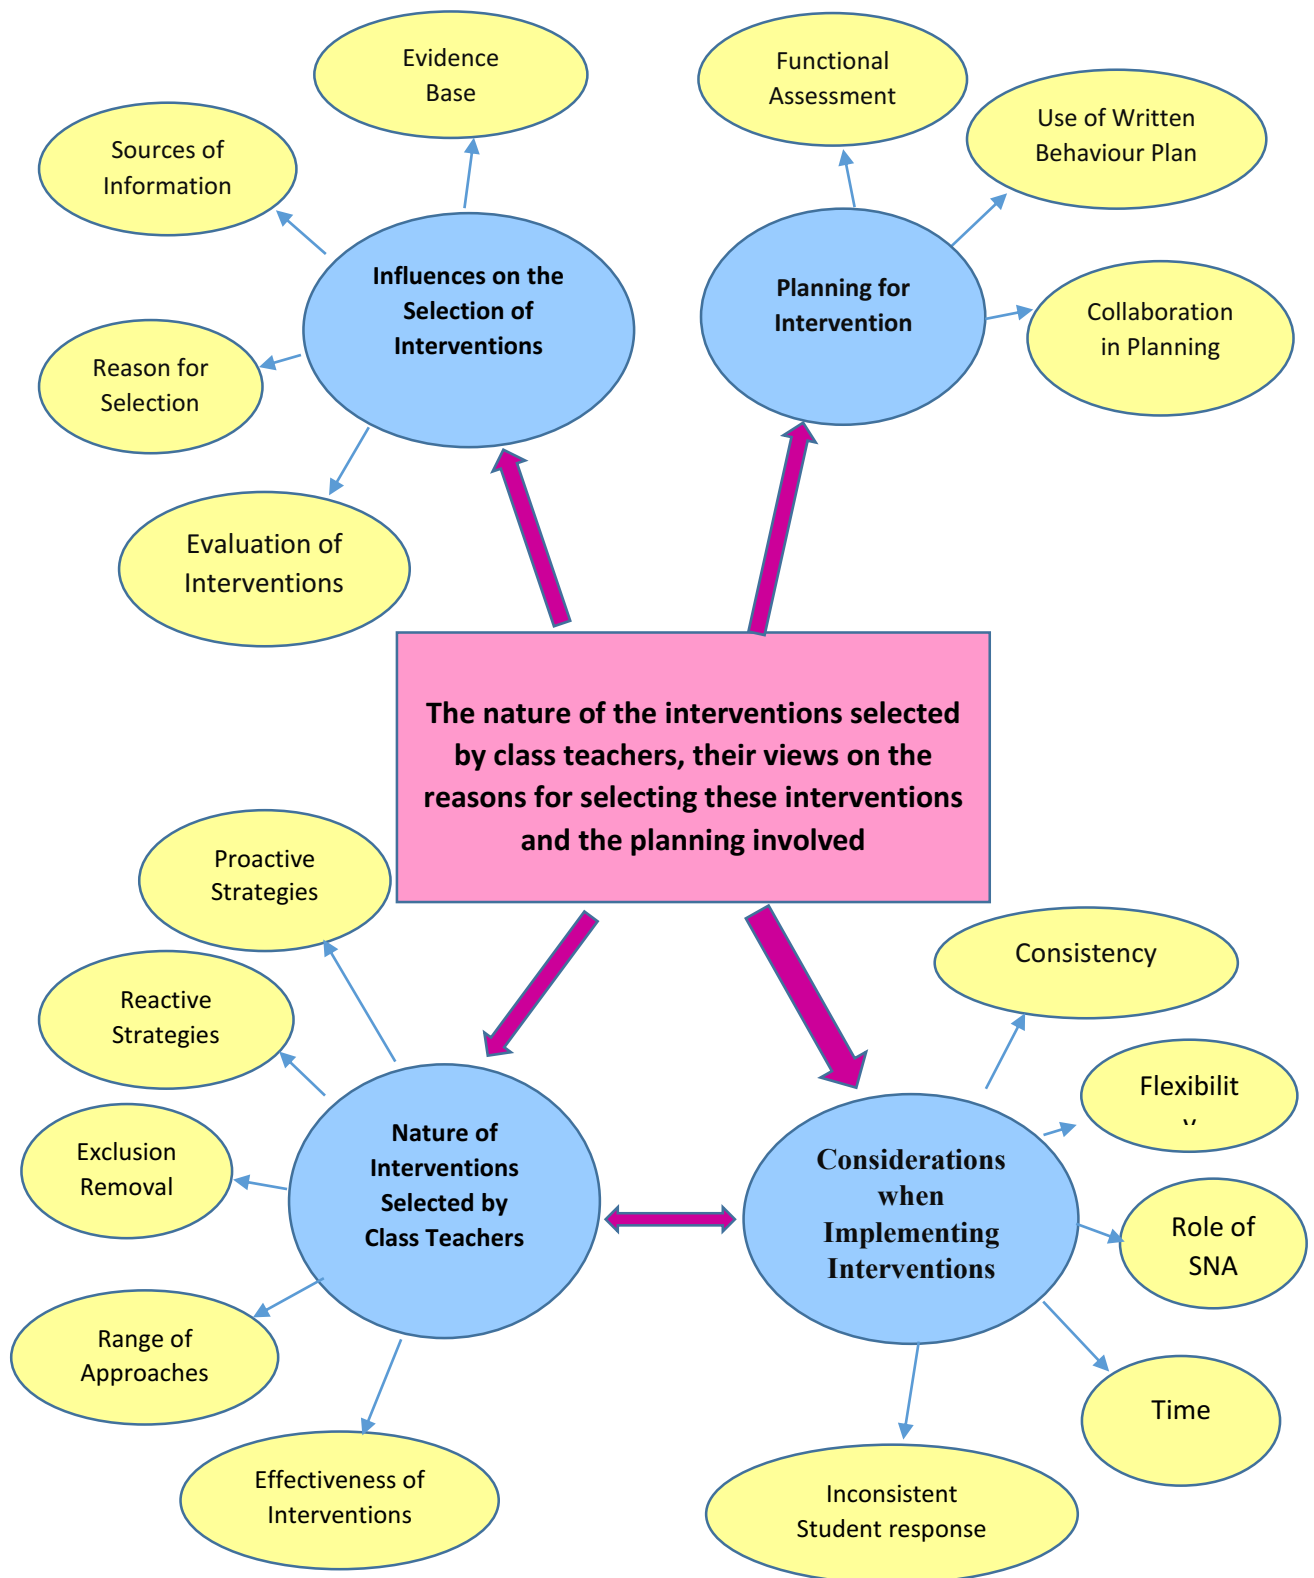 Evidence
Base
Functional
Assessment
Sources of
Information
Use of Written
Behaviour Plan
Influences on the
Selection of
Interventions
Planning for
Intervention
Collaboration
in Planning
Reason for
Selection
Evaluation of
Interventions
The nature of the interventions selected
by class teachers, their views on the
reasons for selecting these interventions
and the planning involved
Proactive
Strategies
Consistency
Reactive
Strategies
Flexibilit
y
Nature of
Interventions
Selected by
Class Teachers
Exclusion
Removal
Considerations
when
Implementing
Interventions
Role of
SNA
Range of
Approaches
Time
Effectiveness of
Interventions
Inconsistent
Student response